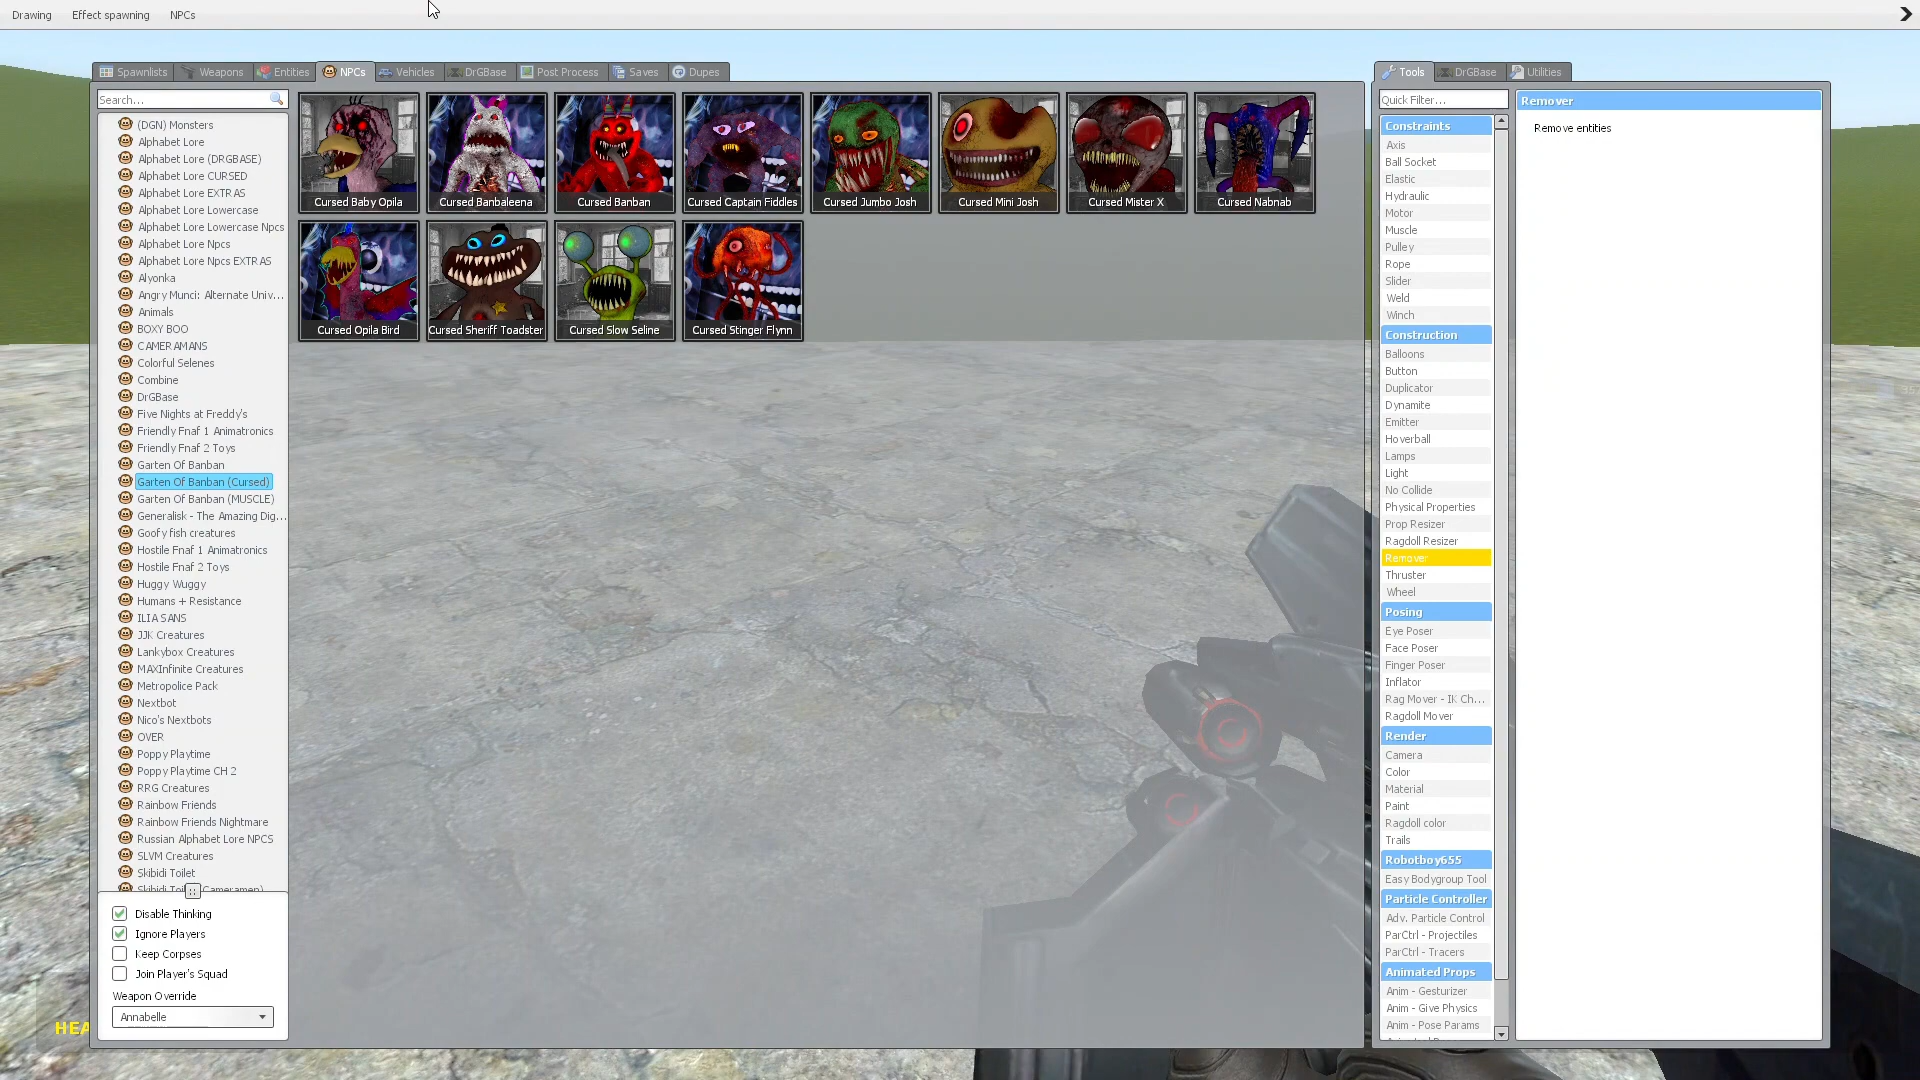 Drawing Effect spawning NPCs
Spawnlists Weapons Entities NPCs Vehicles DrGBase Post Process Saves Dupes
Search...
(DGN) Monsters
Alphabet Lore
Alphabet Lore (DRGBASE)
Alphabet Lore CURSED
Alphabet Lore EXTRAS
Alphabet Lore Lowercase
Alphabet Lore Lowercase Npcs
Alphabet Lore Npcs
Alphabet Lore Npcs EXTRAS
Alyonka
Angry Munci: Alternate Univ...
Animals
BOXY BOO
CAMERAMANS
Colorful Selenes
Combine
DrGBase
Five Nights at Freddy's
Friendly Fnaf 1 Animatronics
Friendly Fnaf 2 Toys
Garten Of Banban
Garten Of Banban (Cursed)
Garten Of Banban (MUSCLE)
Generalisk - The Amazing Dig...
Goofy fish creatures
Hostile Fnaf 1 Animatronics
Hostile Fnaf 2 Toys
Huggy Wuggy
Humans + Resistance
ILIA SANS
JJK Creatures
Lankybox Creatures
MAXInfinite Creatures
Metropolice Pack
Nextbot
Nico's Nextbots
OVER
Poppy Playtime
Poppy Playtime CH 2
RRG Creatures
Rainbow Friends
Rainbow Friends Nightmare
Russian Alphabet Lore NPCS
SLVM Creatures
Skibidi Toilet
Disable Thinking
Ignore Players
Keep Corpses
Join Player's Squad
Weapon Override
Annabelle
HEA
Cursed Baby Opila
Cursed Banbaleena
Cursed Banban
Cursed Captain Fiddles
Cursed Jumbo Josh
Cursed Mini Josh
Cursed Mister X
Cursed Nabnab
Cursed Opila Bird
Cursed Sheriff Toadster
Cursed Slow Seline
Cursed Stinger Flynn
Tools DrGBase Utilities
Quick Filter...
Constraints
Axis
Ball Socket
Elastic
Hydraulic
Motor
Muscle
Pulley
Rope
Slider
Weld
Winch
Construction
Balloons
Button
Duplicator
Dynamite
Emitter
Hoverball
Lamps
Light
No Collide
Physical Properties
Prop Resizer
Ragdoll Resizer
Remover
Thruster
Wheel
Posing
Eye Poser
Face Poser
Finger Poser
Inflator
Rag Mover - IK Ch...
Ragdoll Mover
Render
Camera
Color
Material
Paint
Ragdoll color
Trails
Robotboy655
Easy Bodygroup Tool
Particle Controller
Adv. Particle Control
ParCtrl - Projectiles
ParCtrl - Tracers
Animated Props
Anim - Gesturizer
Anim - Give Physics
Anim - Pose Params
Remover
Remove entities